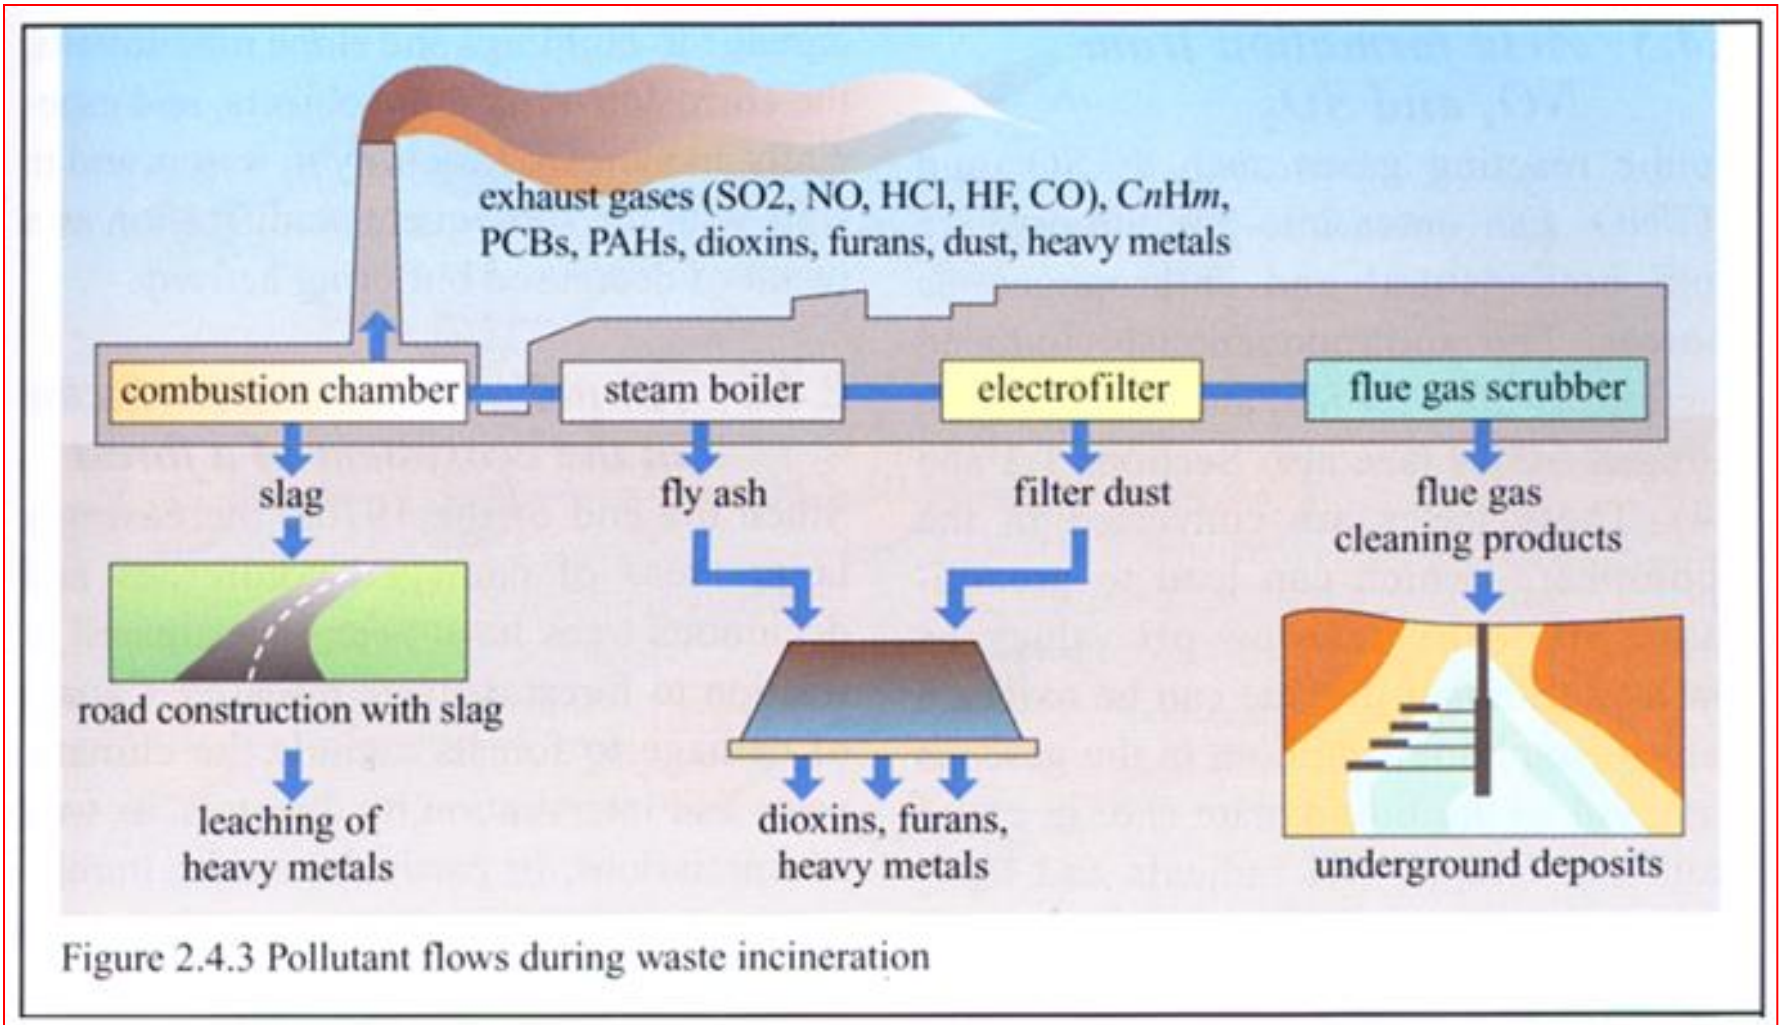 exhaust gases (SO2, NO, HCl, HF, CO), CnHm,
PCBs, PAHs, dioxins, furans, dust, heavy metals
combustion chamber
steam boiler
electrofilter
flue gas scrubber
slag
fly ash
filter dust
flue gas
cleaning products
road construction with slag
leaching of
heavy metals
dioxins, furans,
heavy metals
underground deposits
Figure 2.4.3 Pollutant flows during waste incineration